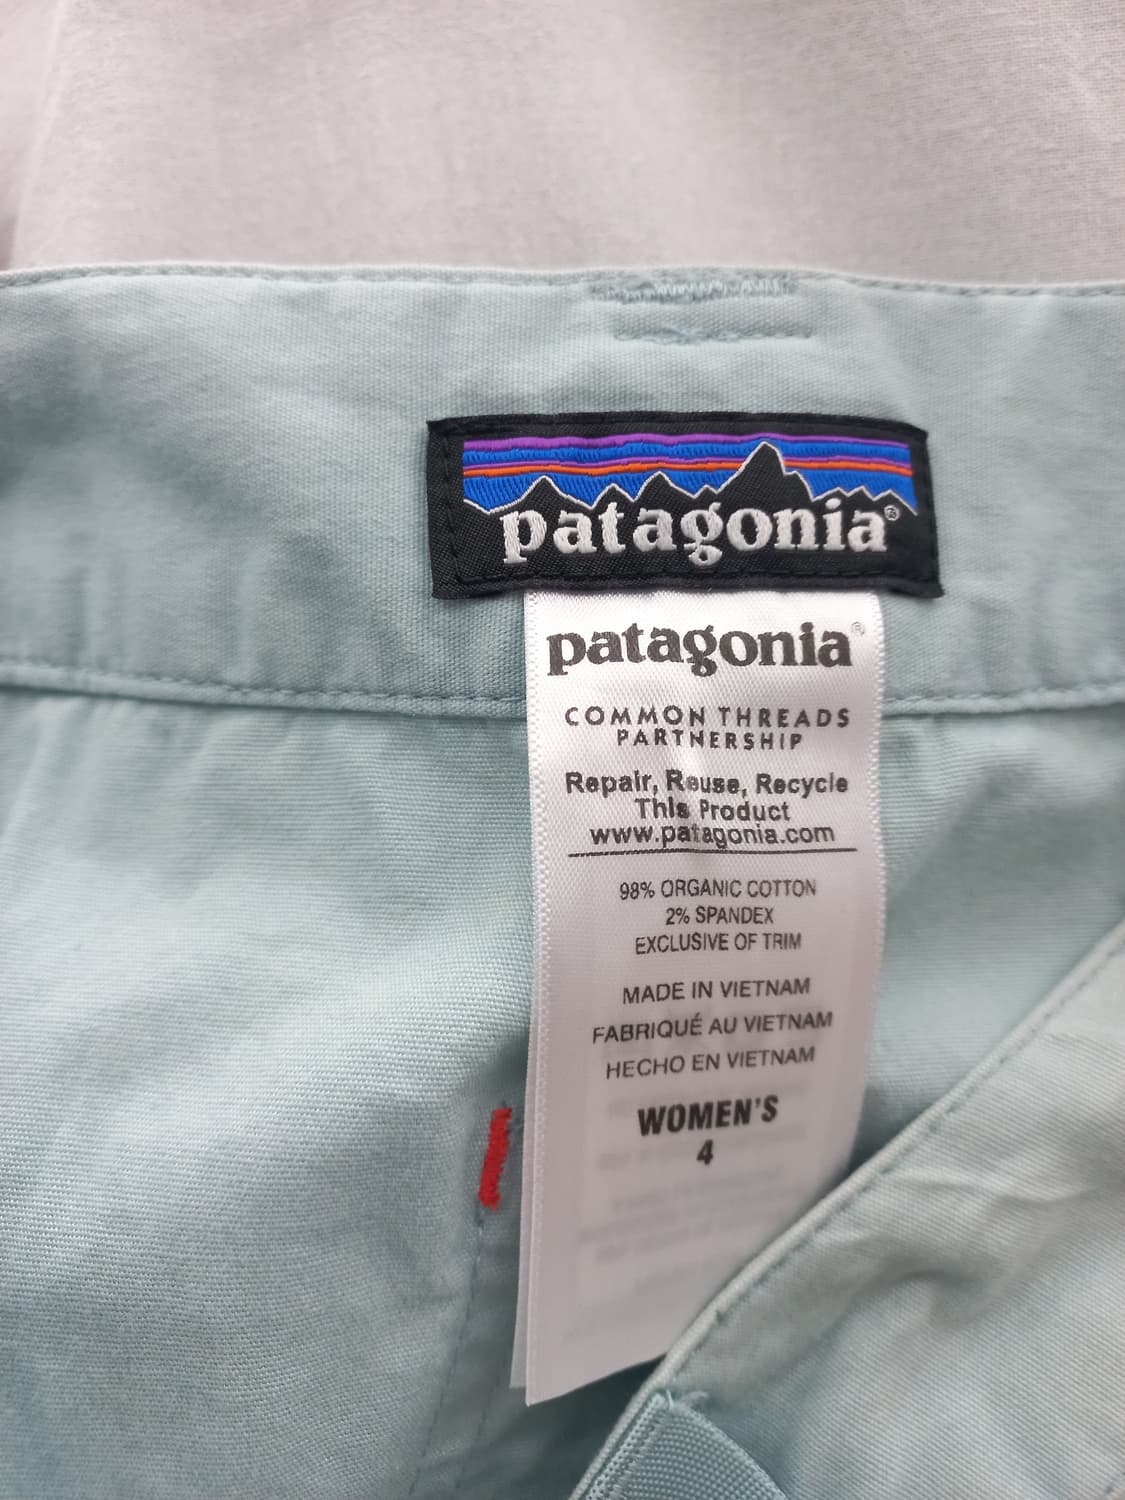 patagonia®
patagonia®
COMMON THREADS
PARTNERSHIP
Repair, Reuse, Recycle
This Product
www.patagonia.com
98% ORGANIC COTTON
2% SPANDEX
EXCLUSIVE OF TRIM
MADE IN VIETNAM
FABRIQUÉ AU VIETNAM
HECHO EN VIETNAM
WOMEN'S
4